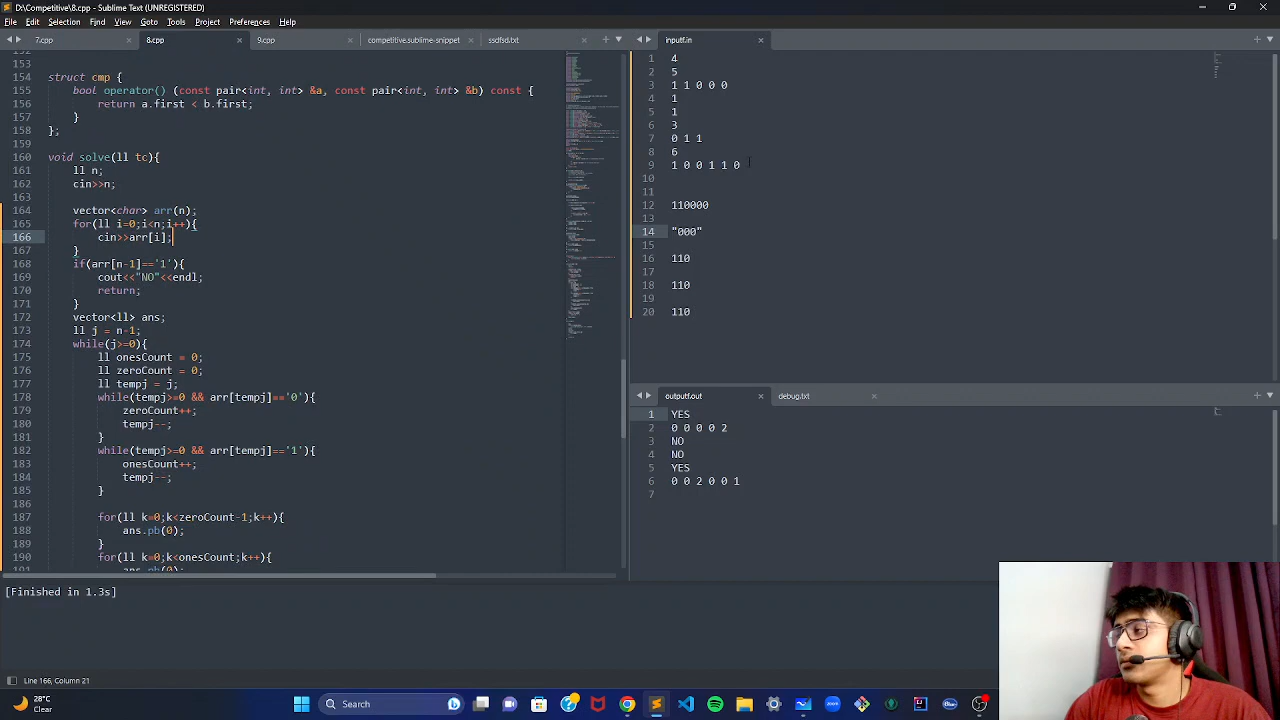 D:\Competitive\8.cpp - Sublime Text (UNREGISTERED)
File Edit Selection Find View Goto Tools Project Preferences Help
7.cpp 8.cpp 9.cpp competitive.sublime-snippet ssdfsd.txt
152
153
154 struct cmp {
155 bool operator() (const pair<int, int> &a, const pair<int, int> &b) const {
156 return a.first < b.first;
157 }
158 };
159
160 void solve(){
161 ll n;
162 cin>>n;
163
164 vector<char> arr(n);
165 for(ll i=0;i<n;i++){
166 cin>>arr[i];
167 }
168 if(arr[n-1]=='1'){
169 cout<<"NO"<<endl;
170 return;
171 }
172 vector<ll> ans;
173 ll j = n-1;
174 while(j>=0){
175 ll onesCount = 0;
176 ll zeroCount = 0;
177 ll tempj = j;
178 while(tempj>=0 && arr[tempj]=='0'){
179 zeroCount++;
180 tempj--;
181 }
182 while(tempj>=0 && arr[tempj]=='1'){
183 onesCount++;
184 tempj--;
185 }
186
187 for(ll k=0;k<zeroCount-1;k++){
188 ans.pb(0);
189 }
190 for(ll k=0;k<onesCount;k++){
191 ans.pb(0);
input.in
1 4
2 5
3 1 1 0 0 0
4 1
5 1
6 5
7 0 1 0 1 1
8 6
9 1 0 0 1 1 0
10
11
12 110000
13
14 "000"
15
16 110
17
18 110
19
20 110
outputf.out debug.txt
1 YES
2 0 0 0 0 2
3 NO
4 NO
5 YES
6 0 0 2 0 0 1
7
[Finished in 1.3s]
Line 166, Column 21
28°C
Clear
Search